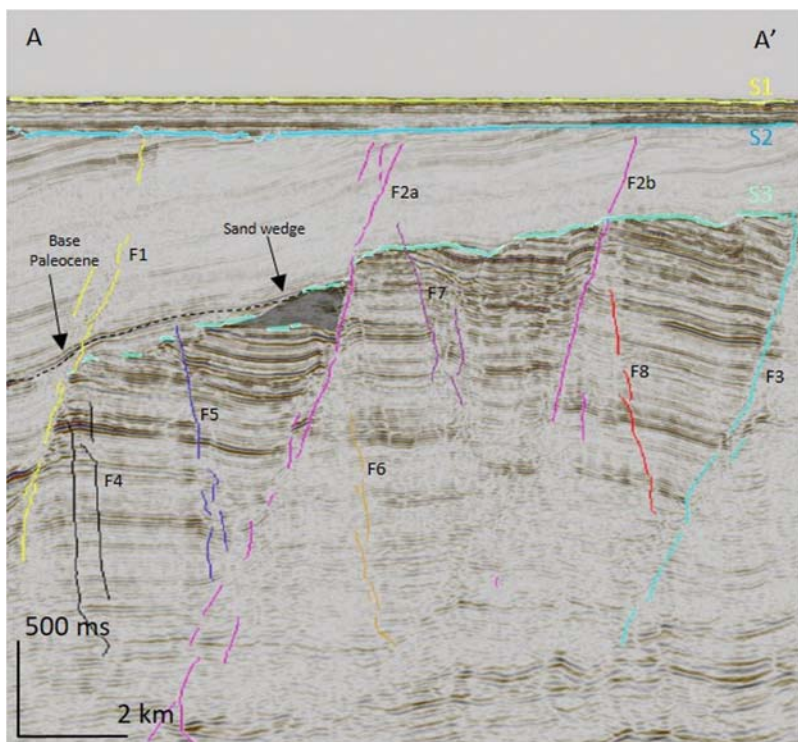 A
A'
S1
S2
F2a
F2b
S3
Sand wedge
Base
Paleocene
F1
F7
F8
F3
F5
F6
F4
500 ms
2 km